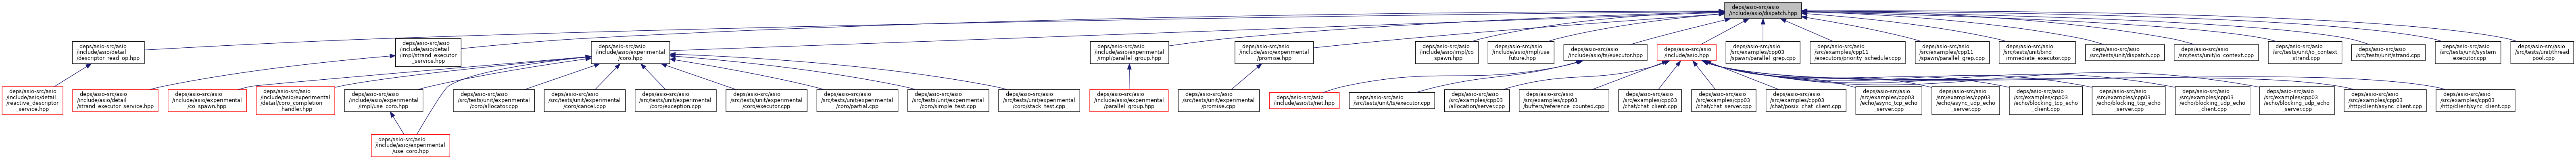 _deps/asio-src/asio
/include/asio/dispatch.hpp
_deps/asio-src/asio
/include/asio/detail
/descriptor_read_op.hpp
_deps/asio-src/asio
/include/asio/detail
/impl/strand_executor
_service.hpp
_deps/asio-src/asio
/include/asio/experimental
/coro.hpp
_deps/asio-src/asio
/include/asio/experimental
/impl/parallel_group.hpp
_deps/asio-src/asio
/include/asio/experimental
/promise.hpp
_deps/asio-src/asio
/include/asio/impl/co
_spawn.hpp
_deps/asio-src/asio
/include/asio/impl/use
_future.hpp
_deps/asio-src/asio
/include/asio/ts/executor.hpp
_deps/asio-src/asio
/include/asio.hpp
_deps/asio-src/asio
/src/examples/cpp03
/spawn/parallel_grep.cpp
_deps/asio-src/asio
/src/examples/cpp11
/executors/priority_scheduler.cpp
_deps/asio-src/asio
/src/examples/cpp11
/spawn/parallel_grep.cpp
_deps/asio-src/asio
/src/tests/unit/bind
_immediate_executor.cpp
_deps/asio-src/asio
/src/tests/unit/dispatch.cpp
_deps/asio-src/asio
/src/tests/unit/io_context.cpp
_deps/asio-src/asio
/src/tests/unit/io_context
_strand.cpp
_deps/asio-src/asio
/src/tests/unit/strand.cpp
_deps/asio-src/asio
/src/tests/unit/system
_executor.cpp
_deps/asio-src/asio
/src/tests/unit/thread
_pool.cpp
_deps/asio-src/asio
/include/asio/detail
/reactive_descriptor
_service.hpp
_deps/asio-src/asio
/include/asio/detail
/strand_executor_service.hpp
_deps/asio-src/asio
/include/asio/experimental
/co_spawn.hpp
_deps/asio-src/asio
/include/asio/experimental
/detail/coro_completion
_handler.hpp
_deps/asio-src/asio
/include/asio/experimental
/impl/use_coro.hpp
_deps/asio-src/asio
/src/tests/unit/experimental
/coro/allocator.cpp
_deps/asio-src/asio
/src/tests/unit/experimental
/coro/cancel.cpp
_deps/asio-src/asio
/src/tests/unit/experimental
/coro/exception.cpp
_deps/asio-src/asio
/src/tests/unit/experimental
/coro/executor.cpp
_deps/asio-src/asio
/src/tests/unit/experimental
/coro/partial.cpp
_deps/asio-src/asio
/src/tests/unit/experimental
/coro/simple_test.cpp
_deps/asio-src/asio
/src/tests/unit/experimental
/coro/stack_test.cpp
_deps/asio-src/asio
/include/asio/experimental
/parallel_group.hpp
_deps/asio-src/asio
/src/tests/unit/experimental
/promise.cpp
_deps/asio-src/asio
/include/asio/ts/net.hpp
_deps/asio-src/asio
/src/tests/unit/ts/executor.cpp
_deps/asio-src/asio
/src/examples/cpp03
/allocation/server.cpp
_deps/asio-src/asio
/src/examples/cpp03
/buffers/reference_counted.cpp
_deps/asio-src/asio
/src/examples/cpp03
/chat/chat_client.cpp
_deps/asio-src/asio
/src/examples/cpp03
/chat/chat_server.cpp
_deps/asio-src/asio
/src/examples/cpp03
/chat/posix_chat_client.cpp
_deps/asio-src/asio
/src/examples/cpp03
/echo/async_tcp_echo
_server.cpp
_deps/asio-src/asio
/src/examples/cpp03
/echo/async_udp_echo
_server.cpp
_deps/asio-src/asio
/src/examples/cpp03
/echo/blocking_tcp_echo
_client.cpp
_deps/asio-src/asio
/src/examples/cpp03
/echo/blocking_tcp_echo
_server.cpp
_deps/asio-src/asio
/src/examples/cpp03
/echo/blocking_udp_echo
_client.cpp
_deps/asio-src/asio
/src/examples/cpp03
/echo/blocking_udp_echo
_server.cpp
_deps/asio-src/asio
/src/examples/cpp03
/http/client/async_client.cpp
_deps/asio-src/asio
/src/examples/cpp03
/http/client/sync_client.cpp
_deps/asio-src/asio
/include/asio/experimental
/use_coro.hpp